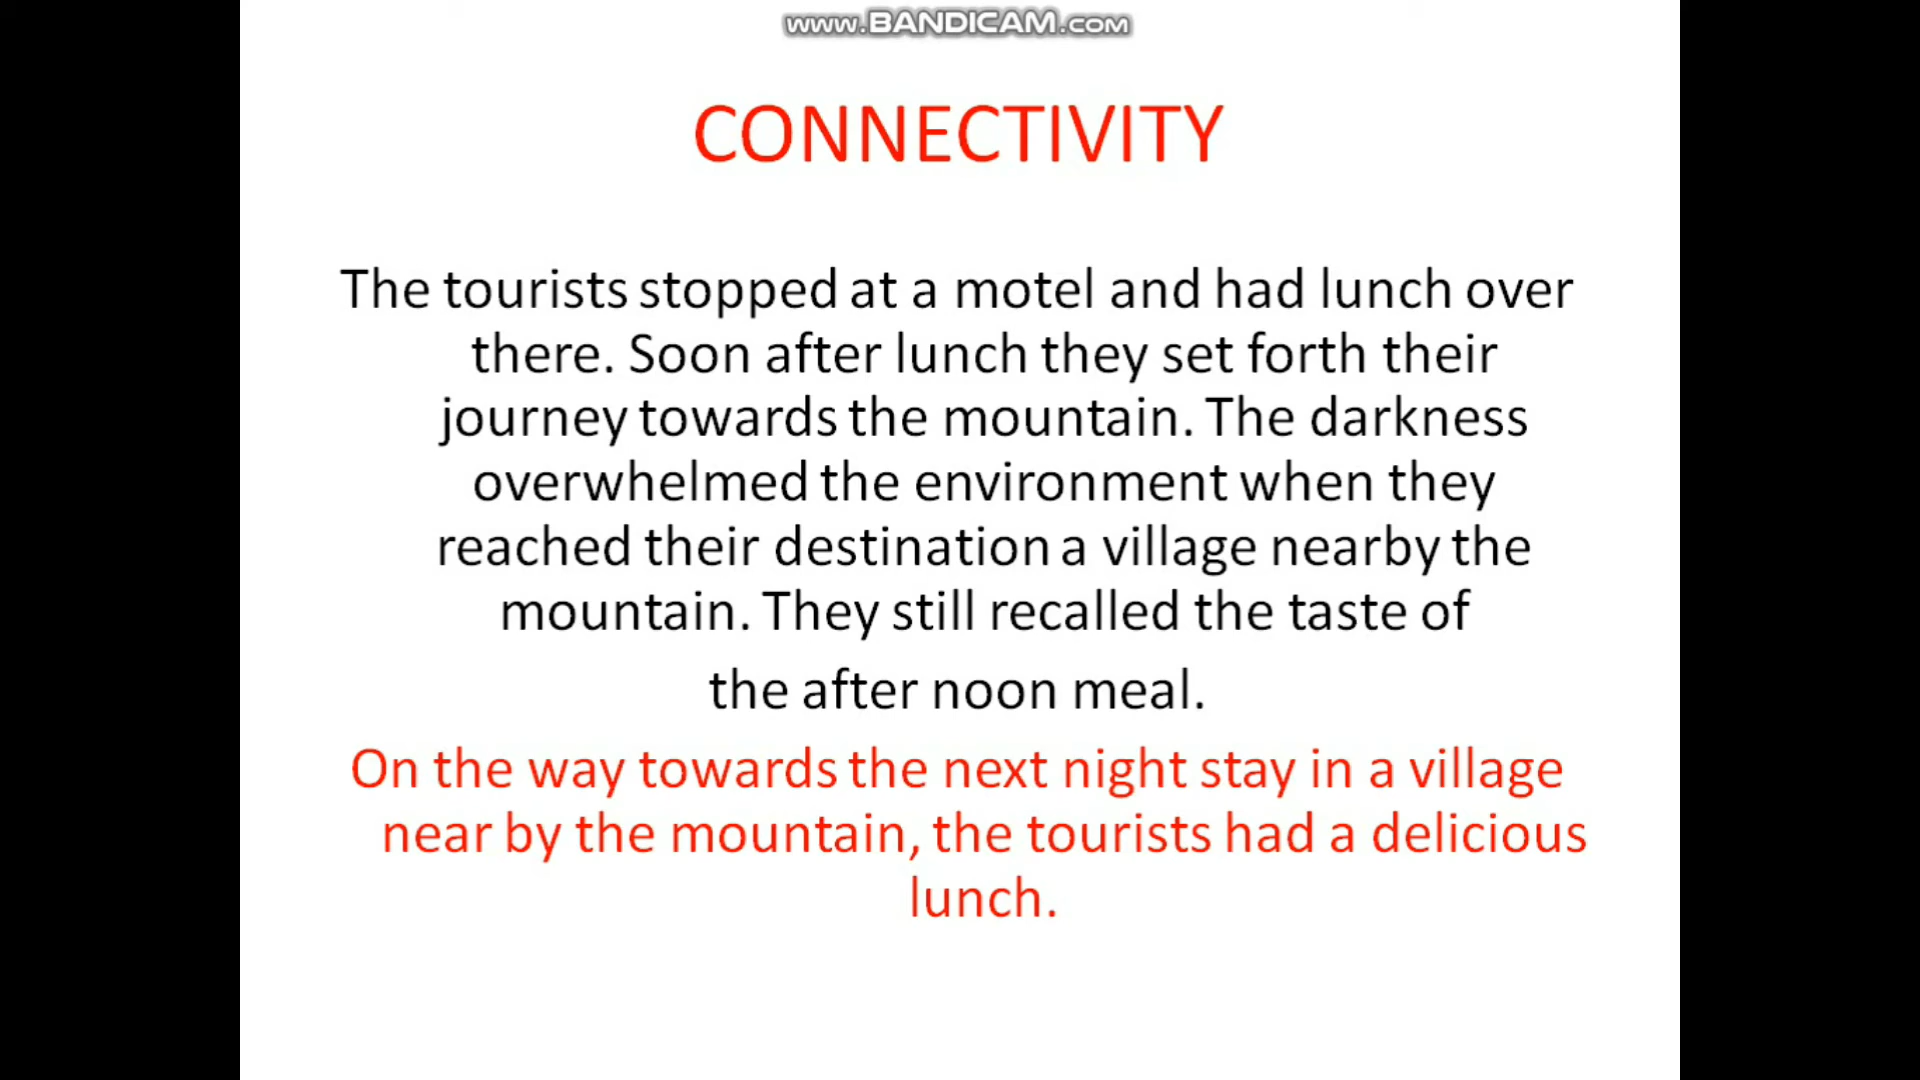 www.BANDICAM.com
CONNECTIVITY
The tourists stopped at a motel and had lunch over
there. Soon after lunch they set forth their
journey towards the mountain. The darkness
overwhelmed the environment when they
reached their destination a village nearby the
mountain. They still recalled the taste of
the after noon meal.
On the way towards the next night stay in a village
near by the mountain, the tourists had a delicious
lunch.